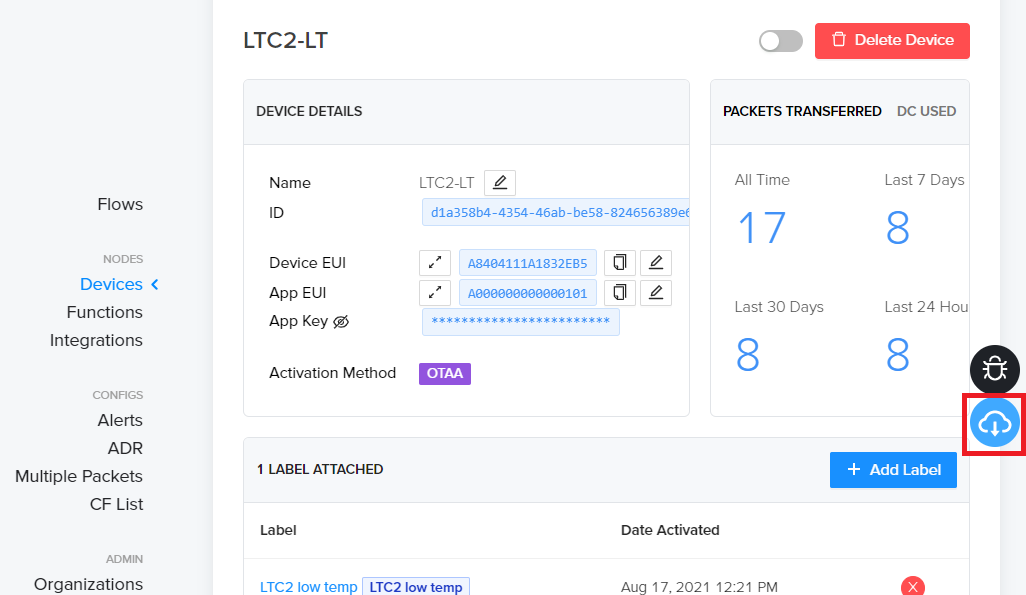 LTC2-LT
Delete Device
DEVICE DETAILS
Name LTC2-LT
ID d1a358b4-4354-46ab-be58-824656389e6
Device EUI A8404111A1832EB5
App EUI A000000000000101
App Key ************************
Activation Method OTAA
PACKETS TRANSFERRED DC USED
All Time Last 7 Days
17 8
Last 30 Days Last 24 Hou
8 8
Flows
NODES
Devices
Functions
Integrations
CONFIGS
Alerts
ADR
Multiple Packets
CF List
ADMIN
Organizations
1 LABEL ATTACHED
+ Add Label
Label Date Activated
LTC2 low temp LTC2 low temp Aug 17, 2021 12:21 PM X